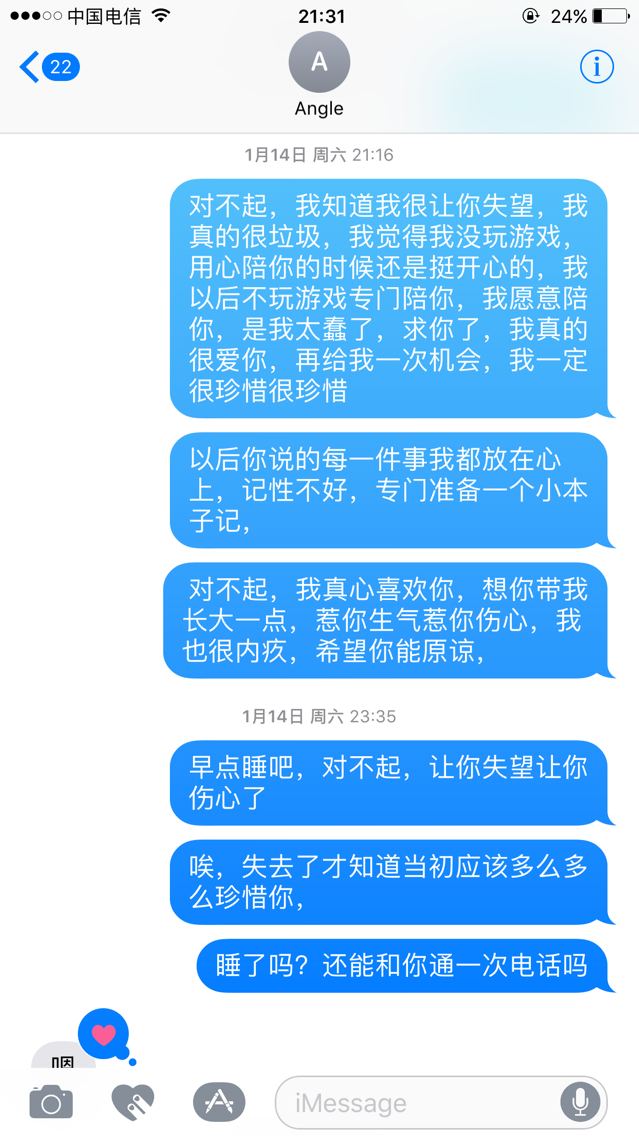 中国电信 21:31 24%
22
A
Angle
1月14日 周六 21:16
对不起，我知道我很让你失望，我
真的很垃圾，我觉得我没玩游戏，
用心陪你的时候还是挺开心的，我
以后不玩游戏专门陪你，我愿意陪
你，是我太蠢了，求你了，我真的
很爱你，再给我一次机会，我一定
很珍惜很珍惜
以后你说的每一件事我都放在心
上，记性不好，专门准备一个小本
子记，
对不起，我真心喜欢你，想你带我
长大一点，惹你生气惹你伤心，我
也很内疚，希望你能原谅，
1月14日 周六 23:35
早点睡吧，对不起，让你失望让你
伤心了
唉，失去了才知道当初应该多么多
么珍惜你，
睡了吗？还能和你通一次电话吗
嗯
iMessage